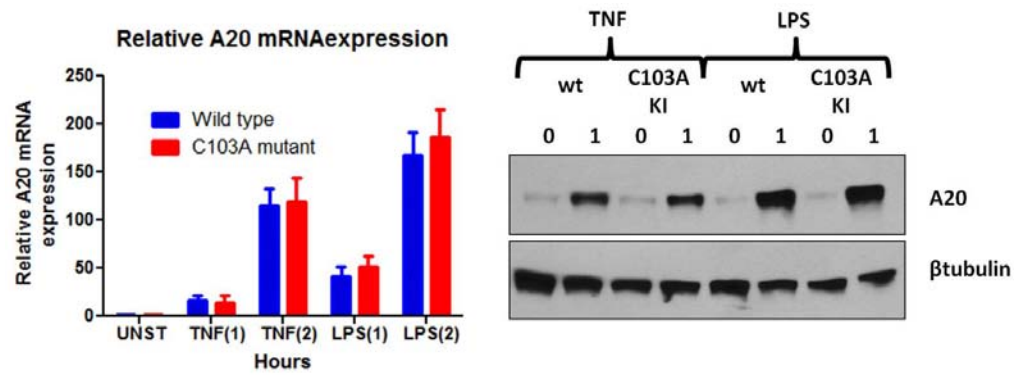 Relative A20 mRNAexpression
Relative A20 mRNA
expression
250
200
150
100
50
0
Wild type
C103A mutant
UNST TNF(1) TNF(2) LPS(1) LPS(2)
Hours
TNF LPS
wt C103A KI wt C103A KI
0 1 0 1 0 1 0 1
A20
βtubulin